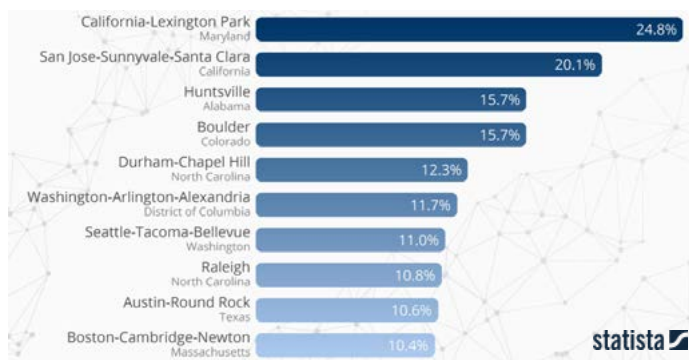 California-Lexington Park
Maryland
24.8%
San Jose-Sunnyvale-Santa Clara
California
20.1%
Huntsville
Alabama
15.7%
Boulder
Colorado
15.7%
Durham-Chapel Hill
North Carolina
12.3%
Washington-Arlington-Alexandria
District of Columbia
11.7%
Seattle-Tacoma-Bellevue
Washington
11.0%
Raleigh
North Carolina
10.8%
Austin-Round Rock
Texas
10.6%
Boston-Cambridge-Newton
Massachusetts
10.4%
statista